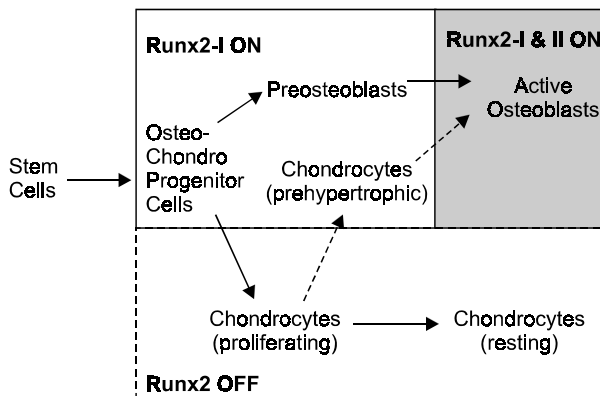 Runx2-I ON
Runx2-I & II ON
Preosteoblasts
Active
Osteoblasts
Osteo-
Chondro
Progenitor
Cells
Stem
Cells
Chondrocytes
(prehypertrophic)
Chondrocytes
(proliferating)
Chondrocytes
(resting)
Runx2 OFF